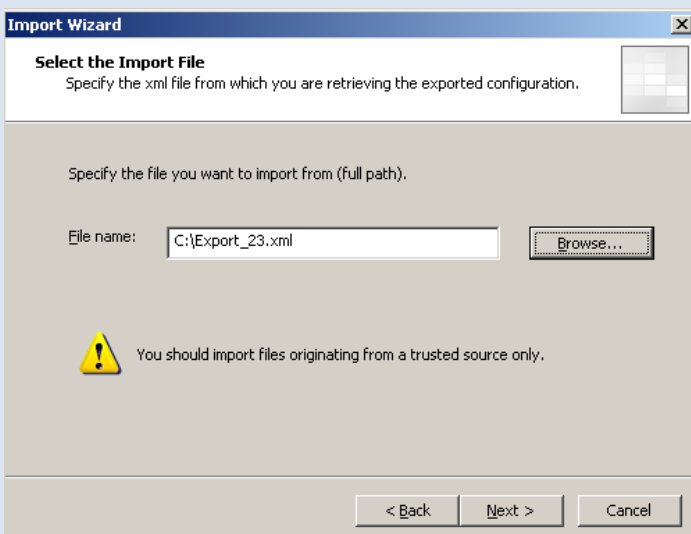 Import Wizard
Select the Import File
Specify the xml file from which you are retrieving the exported configuration.
Specify the file you want to import from (full path).
File name: C:\Export_23.xml Browse...
You should import files originating from a trusted source only.
< Back Next > Cancel